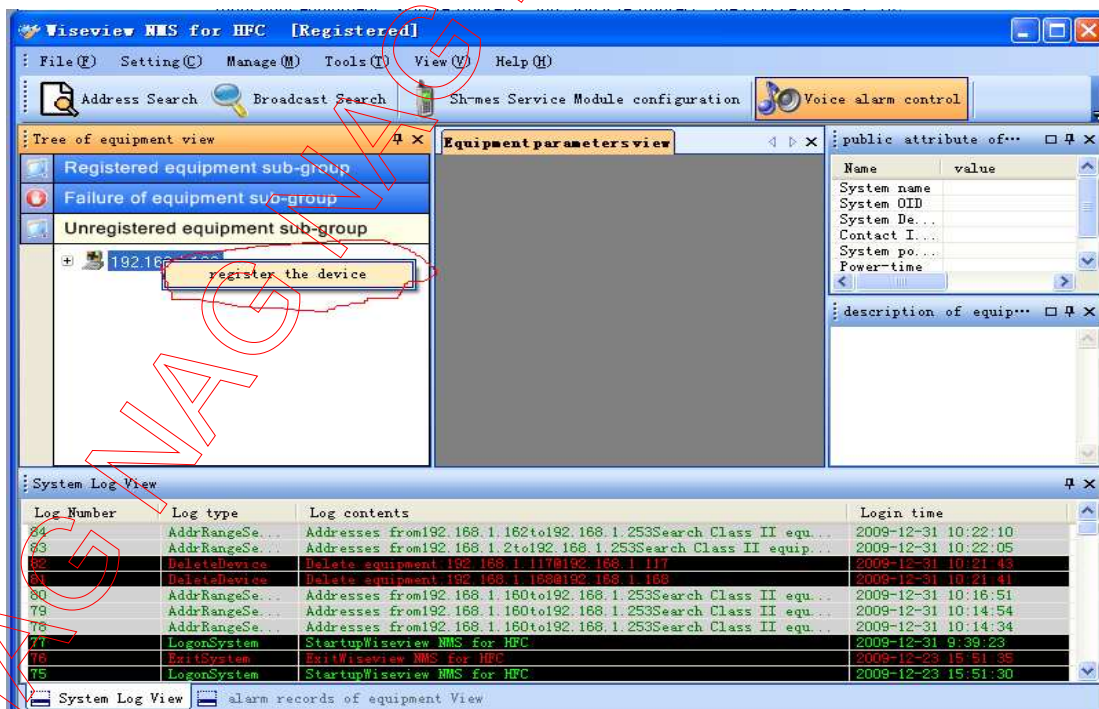 Wiseview NMS for HFC [Registered]
File(F) Setting(C) Manage(M) Tools(T) View(V) Help(H)
Address Search Broadcast Search Sh-mes Service Module configuration Voice alarm control
Tree of equipment view
Registered equipment sub-group
Failure of equipment sub-group
Unregistered equipment sub-group
register the device
Equipment parameters view
public attribute of...
Name value
System name
System OID
System De...
Contact I...
System po...
Power-time
description of equip...
System Log View
Log Number Log type Log contents Login time
84 AddrRangeSe... Addresses from192.168.1.162to192.168.1.253Search Class II equ... 2009-12-31 10:22:10
83 AddrRangeSe... Addresses from192.168.1.2to192.168.1.253Search Class II equip... 2009-12-31 10:22:05
82 DeleteDevice Delete equipment:192.168.1.117@192.168.1.117 2009-12-31 10:21:43
81 DeleteDevice Delete equipment:192.168.1.168@192.168.1.168 2009-12-31 10:21:41
80 AddrRangeSe... Addresses from192.168.1.160to192.168.1.253Search Class II equ... 2009-12-31 10:16:51
79 AddrRangeSe... Addresses from192.168.1.160to192.168.1.253Search Class II equ... 2009-12-31 10:14:54
78 AddrRangeSe... Addresses from192.168.1.160to192.168.1.253Search Class II equ... 2009-12-31 10:14:34
77 LogonSystem StartupWiseview NMS for HFC 2009-12-31 9:39:23
76 ExitSystem ExitWiseview NMS for HFC 2009-12-23 15:51:35
75 LogonSystem StartupWiseview NMS for HFC 2009-12-23 15:51:30
System Log View alarm records of equipment View
NAG NAG